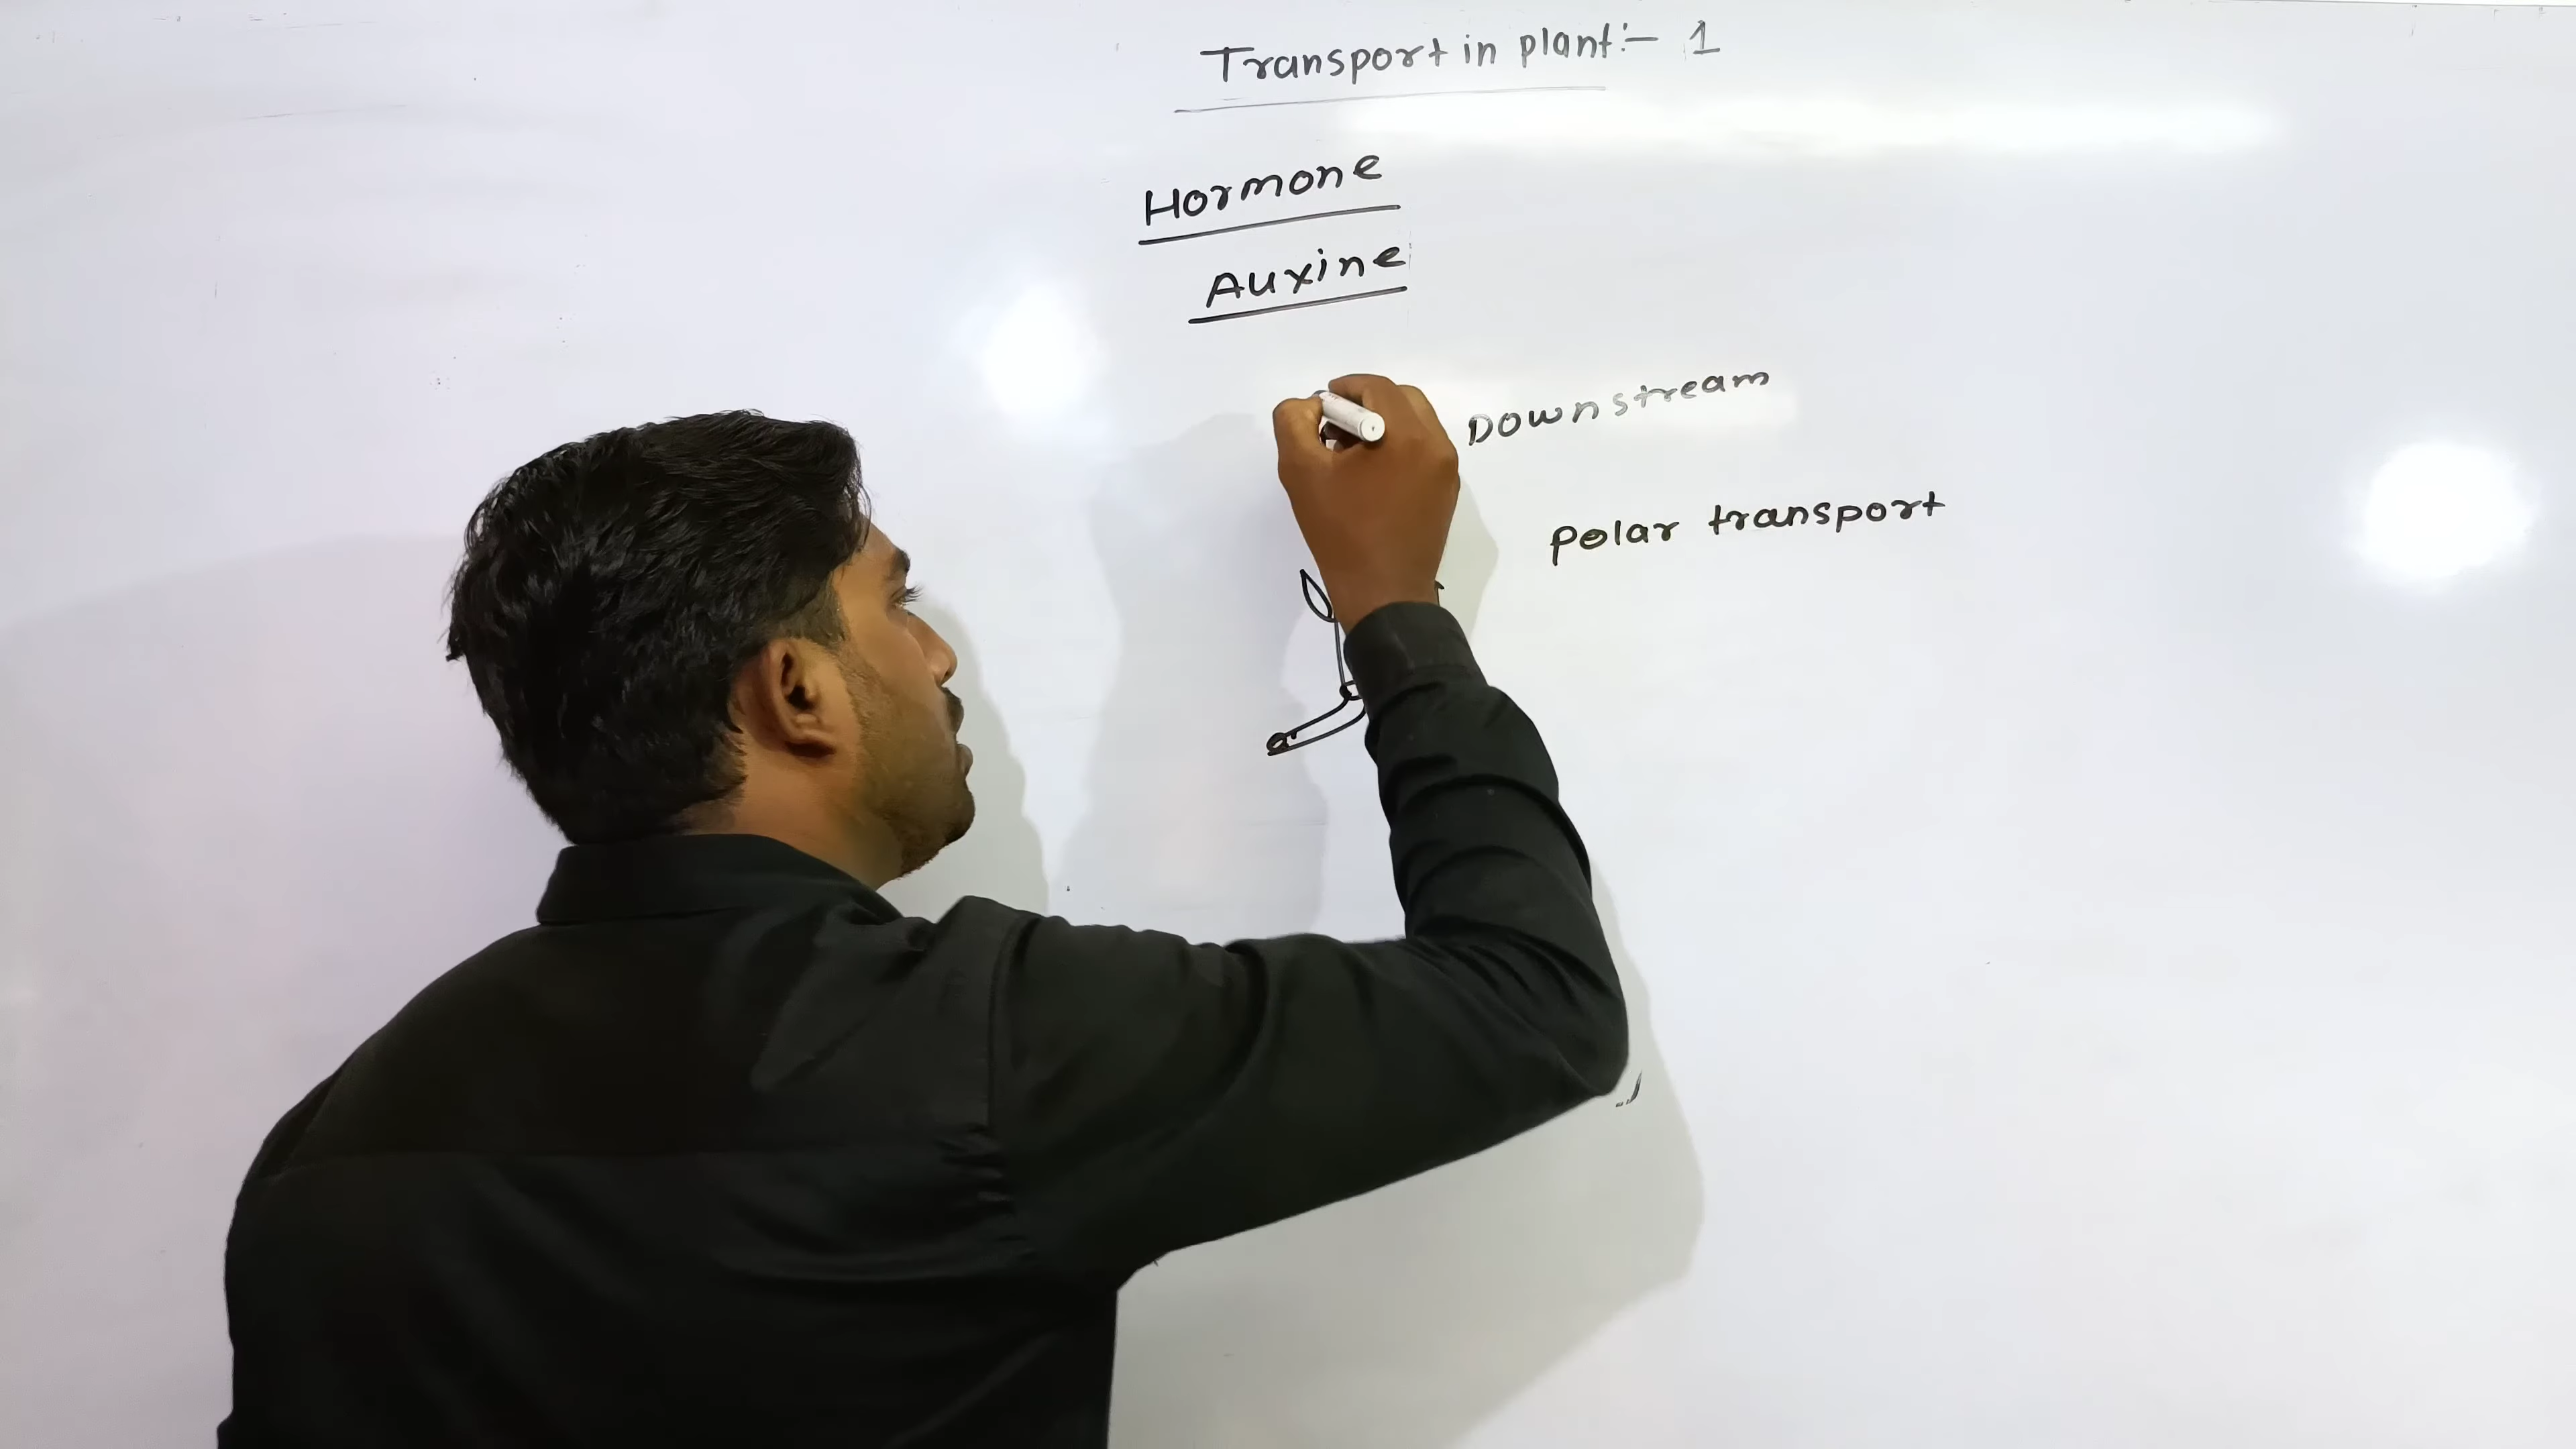 Transport in plant:- 1
Hormone
Auxine
Downstream
Polar transport